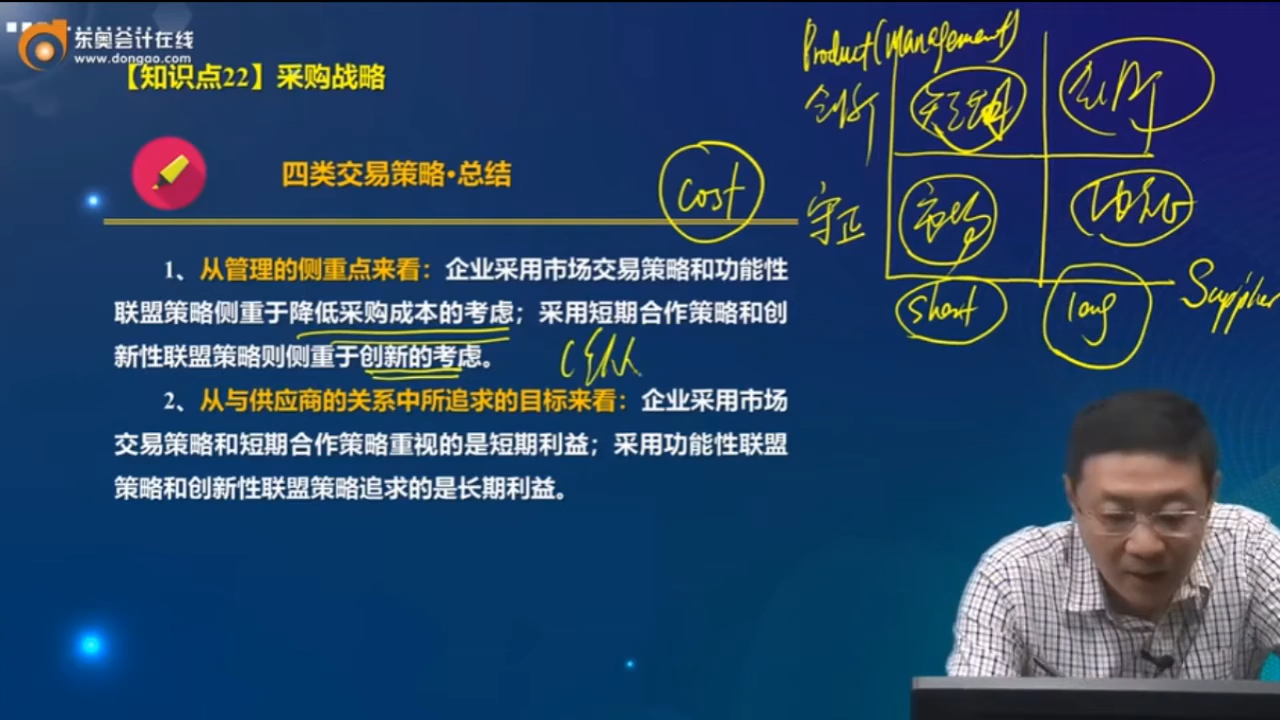 东奥会计在线
www.dongao.com
【知识点22】采购战略
四类交易策略•总结
1、从管理的侧重点来看：企业采用市场交易策略和功能性
联盟策略侧重于降低采购成本的考虑；采用短期合作策略和创
新性联盟策略则侧重于创新的考虑。
2、从与供应商的关系中所追求的目标来看：企业采用市场
交易策略和短期合作策略重视的是短期利益；采用功能性联盟
策略和创新性联盟策略追求的是长期利益。
cost
Product(Management)
创新
守正
市场
short
long
Supplier